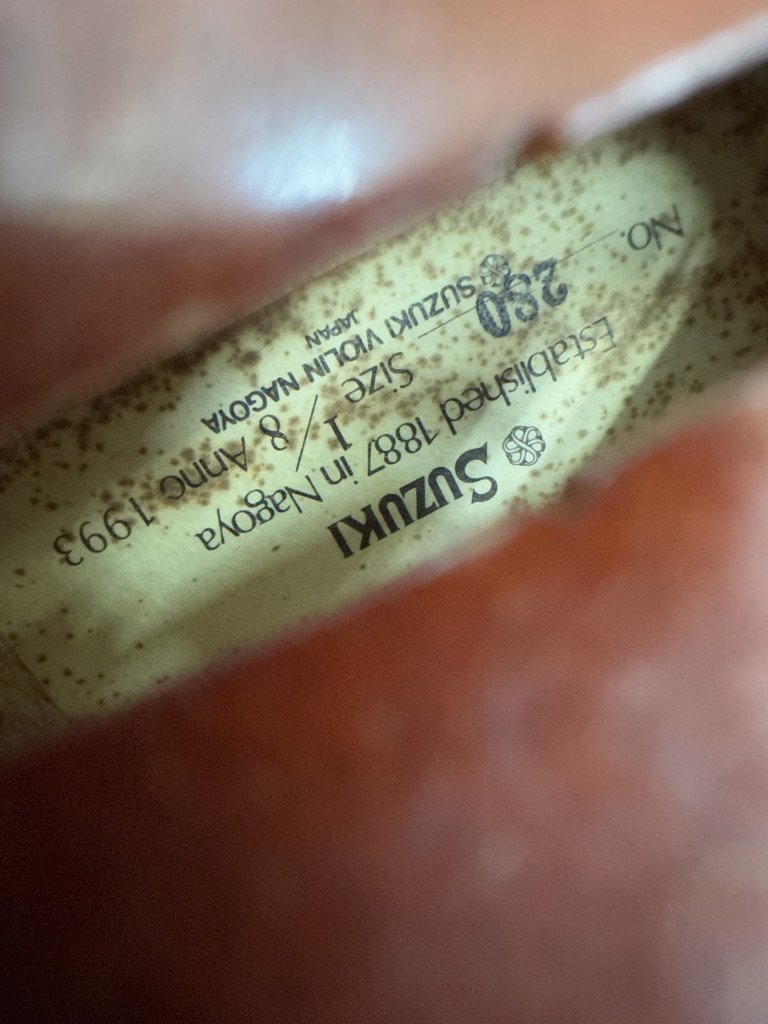 SUZUKI
Established 1887 in Nagoya
No. 280 Size 1/8 Anno 1993
SUZUKI VIOLIN NAGOYA
JAPAN